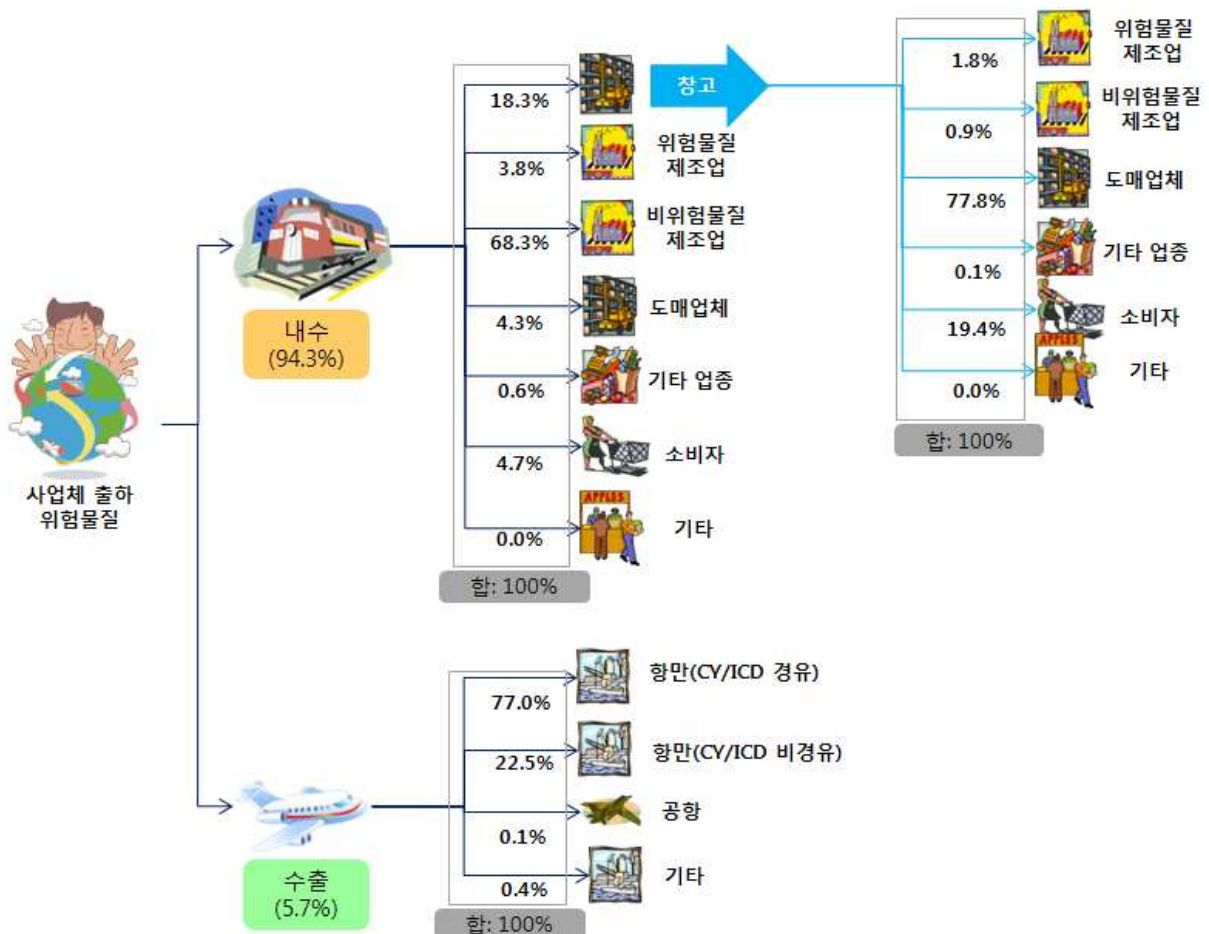 사업체 출하
위험물질
내수
(94.3%)
18.3%
창고
3.8%
위험물질
제조업
68.3%
비위험물질
제조업
4.3%
도매업체
0.6%
기타 업종
4.7%
소비자
APPLES
0.0%
기타
합: 100%
1.8%
위험물질
제조업
0.9%
비위험물질
제조업
77.8%
도매업체
0.1%
기타 업종
19.4%
소비자
APPLES
0.0%
기타
합: 100%
수출
(5.7%)
77.0%
항만(CY/ICD 경유)
22.5%
항만(CY/ICD 비경유)
0.1%
공항
0.4%
기타
합: 100%